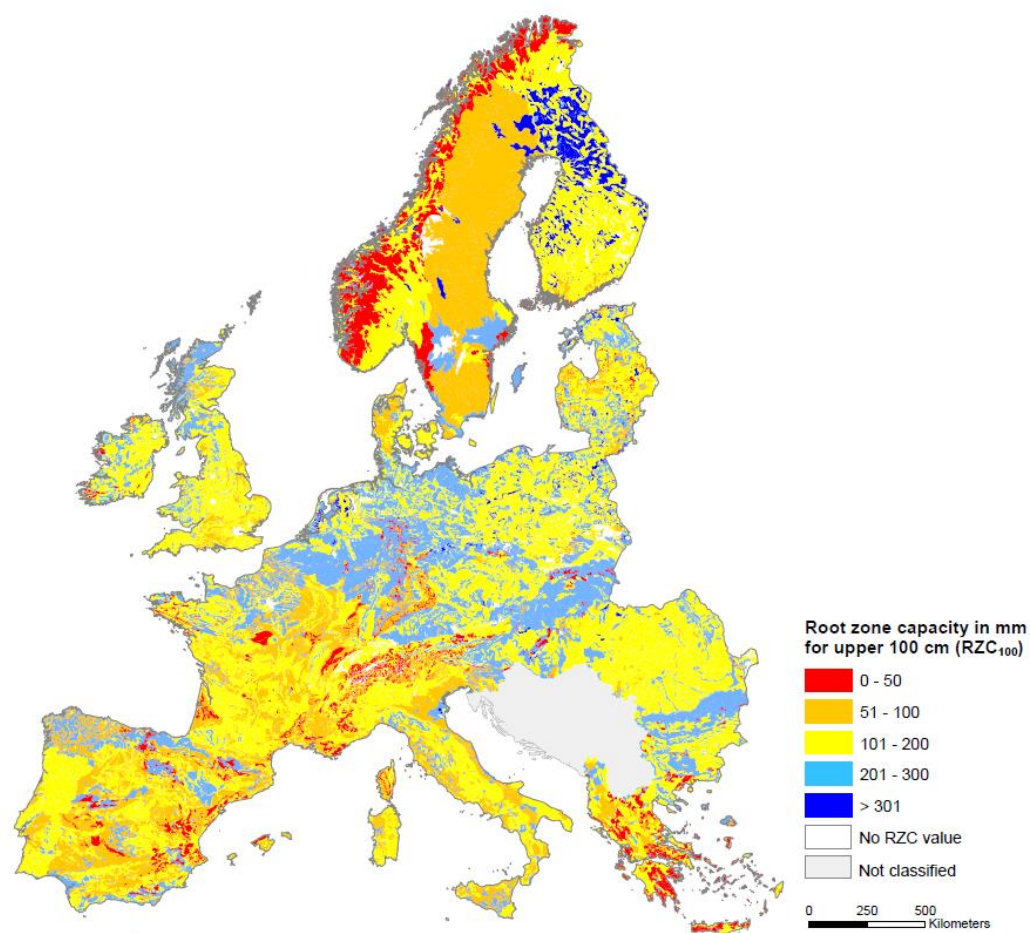 Root zone capacity in mm
for upper 100 cm (RZC₁₀₀)
0 - 50
51 - 100
101 - 200
201 - 300
> 301
No RZC value
Not classified
0 250 500
Kilometers